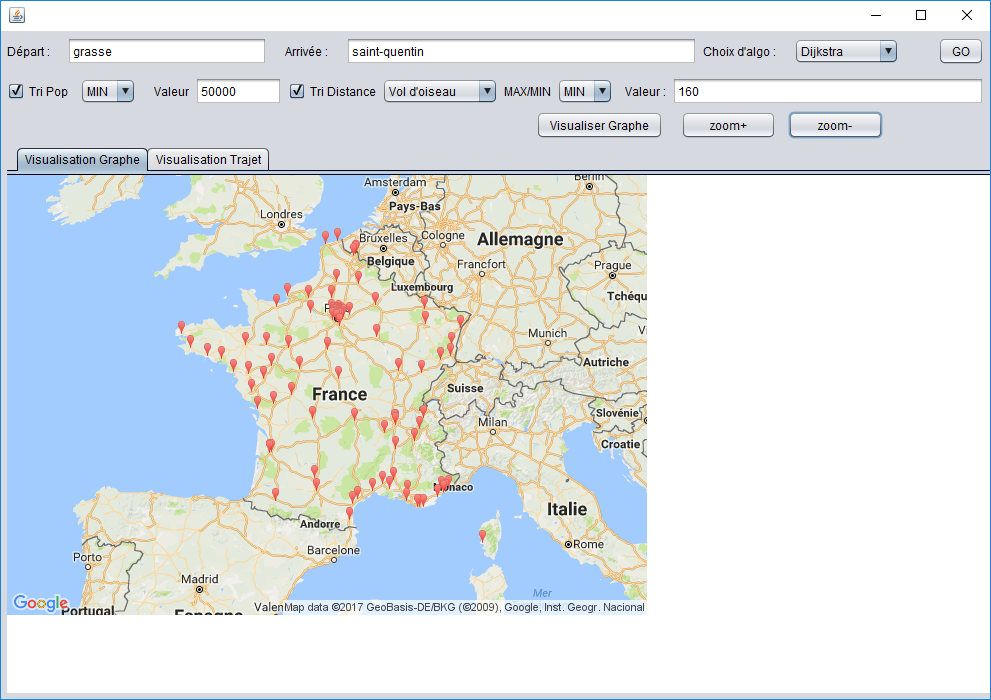 Départ : grasse Arrivée : saint-quentin Choix d'algo : Dijkstra GO
Tri Pop MIN Valeur 50000 Tri Distance Vol d'oiseau MAX/MIN MIN Valeur : 160
Visualiser Graphe zoom+ zoom-
Visualisation Graphe Visualisation Trajet
Amsterdam
Berlin
Pays-Bas
Londres
Bruxelles
Cologne
Allemagne
Belgique
Francfort
Prague
Luxembourg
Tchéqu
Munich
Autriche
Suisse
France
Slovénie
Milan
Croatie
Monaco
Italie
Andorre
Rome
Barcelone
Porto
Madrid
Mer
Google
Portugal
Espagne
ValenMap data ©2017 GeoBasis-DE/BKG (©2009), Google, Inst. Geogr. Nacional